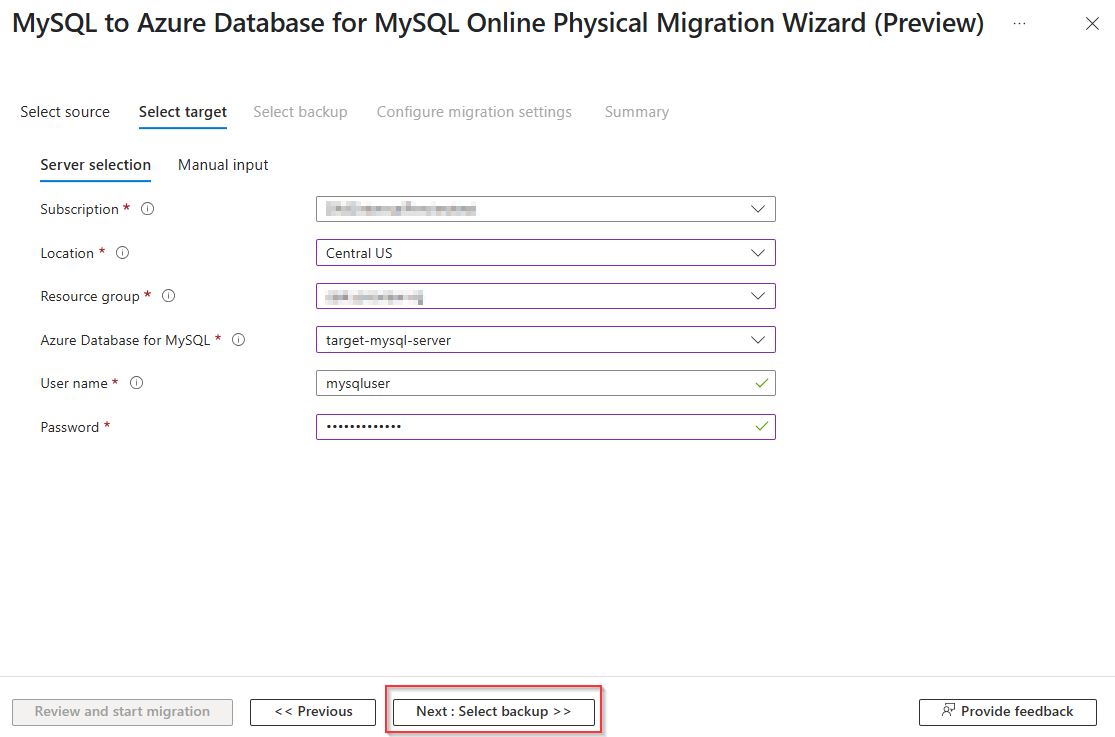 MySQL to Azure Database for MySQL Online Physical Migration Wizard (Preview) ...
Select source Select target Select backup Configure migration settings Summary
Server selection Manual input
Subscription *
Location * Central US
Resource group *
Azure Database for MySQL * target-mysql-server
User name * mysqluser
Password * •••••••••••••
Review and start migration << Previous Next : Select backup >> Provide feedback